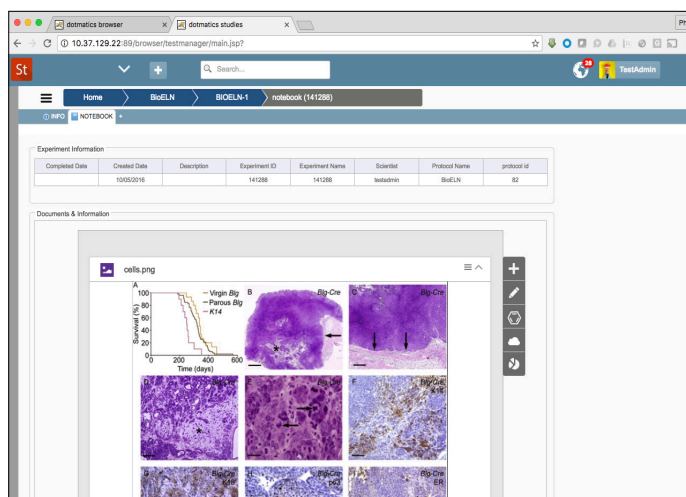 dotmatics browser x dotmatics studies x Ph
10.37.129.22:89/browser/testmanager/main.jsp?
St + Search... 28 TestAdmin
Home BioELN BIOELN-1 notebook (141288)
INFO NOTEBOOK +
Experiment Information
Completed Date Created Date Description Experiment ID Experiment Name Scientist Protocol Name protocol id
10/05/2016 141288 141288 testadmin BioELN 82
Documents & Information
cells.png
A
Survival (%)
100
80
60
40
20
0
0 200 400 600
Time (days)
Virgin Blg
Parous Blg
K14
B Blg-Cre
*
C Blg-Cre
D Blg-Cre
*
E Blg-Cre
F Blg-Cre
K14
G Blg-Cre
K18
H Blg-Cre
p63
I Blg-Cre
ER